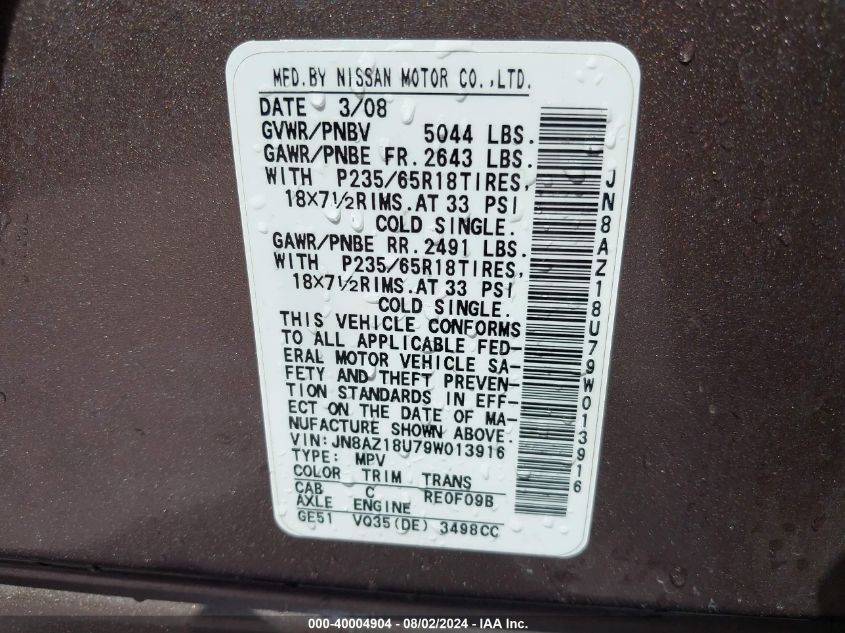 MFD.BY NISSAN MOTOR CO.,LTD.
DATE 3/08
GVWR/PNBV 5044 LBS.
GAWR/PNBE FR.2643 LBS.
WITH P235/65R18TIRES,
18×7½RIMS.AT 33 PSI
COLD SINGLE.
GAWR/PNBE RR.2491 LBS.
WITH P235/65R18TIRES,
18×7½RIMS.AT 33 PSI
COLD SINGLE.
THIS VEHICLE CONFORMS
TO ALL APPLICABLE FED-
ERAL MOTOR VEHICLE SA-
FETY AND THEFT PREVEN-
TION STANDARDS IN EFF-
ECT ON THE DATE OF MA-
NUFACTURE SHOWN ABOVE.
VIN:JN8AZ18U79W013916
TYPE: MPV
COLOR TRIM TRANS
CAB C RE0F09B
AXLE ENGINE
GE51 VQ35(DE) 3498CC
JN8AZ18U79W013916
000-40004904 - 08/02/2024 - IAA Inc.